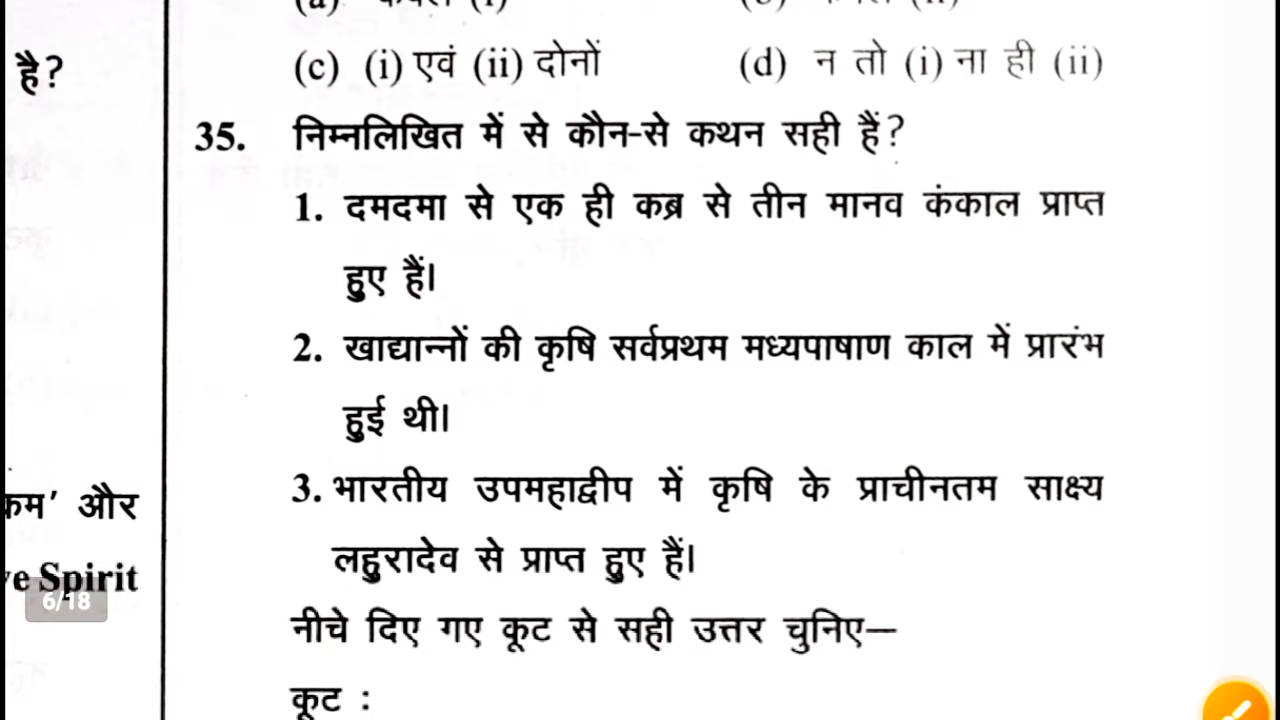 (c) (i) एवं (ii) दोनों (d) न तो (i) ना ही (ii)
है?
35. निम्नलिखित में से कौन-से कथन सही हैं?
1. दमदमा से एक ही कब्र से तीन मानव कंकाल प्राप्त
हुए हैं।
2. खाद्यान्नों की कृषि सर्वप्रथम मध्यपाषाण काल में प्रारंभ
हुई थी।
3. भारतीय उपमहाद्वीप में कृषि के प्राचीनतम साक्ष्य
लहुरादेव से प्राप्त हुए हैं।
और
Spirit
6/18
नीचे दिए गए कूट से सही उत्तर चुनिए—
कूट :